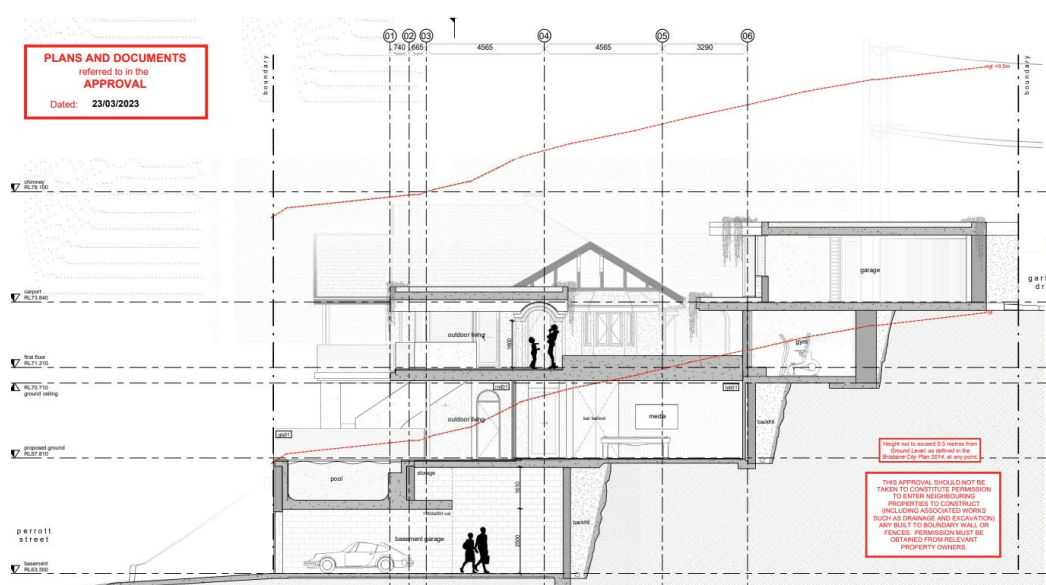 PLANS AND DOCUMENTS
referred to in the
APPROVAL
Dated: 23/03/2023
01 02 03 04 05 06
740 665 4565 4565 3290
boundary
boundary
ngl +9.5m
chimney
RL78.100
carport
RL73.840
garage
outdoor living
1600
gym
first floor
RL71.310
RL70.710
ground ceiling
outdoor living
bar behind
media
backfill
proposed ground
RL67.810
pool
storage
1610
basement garage
2500
backfill
perrott
street
basement
RL63.350
Height not to exceed 9.5 metres from
Ground Level, as defined in the
Brisbane City Plan 2014, at any point.
THIS APPROVAL SHOULD NOT BE
TAKEN TO CONSTITUTE PERMISSION
TO ENTER NEIGHBOURING
PROPERTIES TO CONSTRUCT
(INCLUDING ASSOCIATED WORKS
SUCH AS DRAINAGE AND EXCAVATION)
ANY BUILT TO BOUNDARY WALL OR
FENCES. PERMISSION MUST BE
OBTAINED FROM RELEVANT
PROPERTY OWNERS.